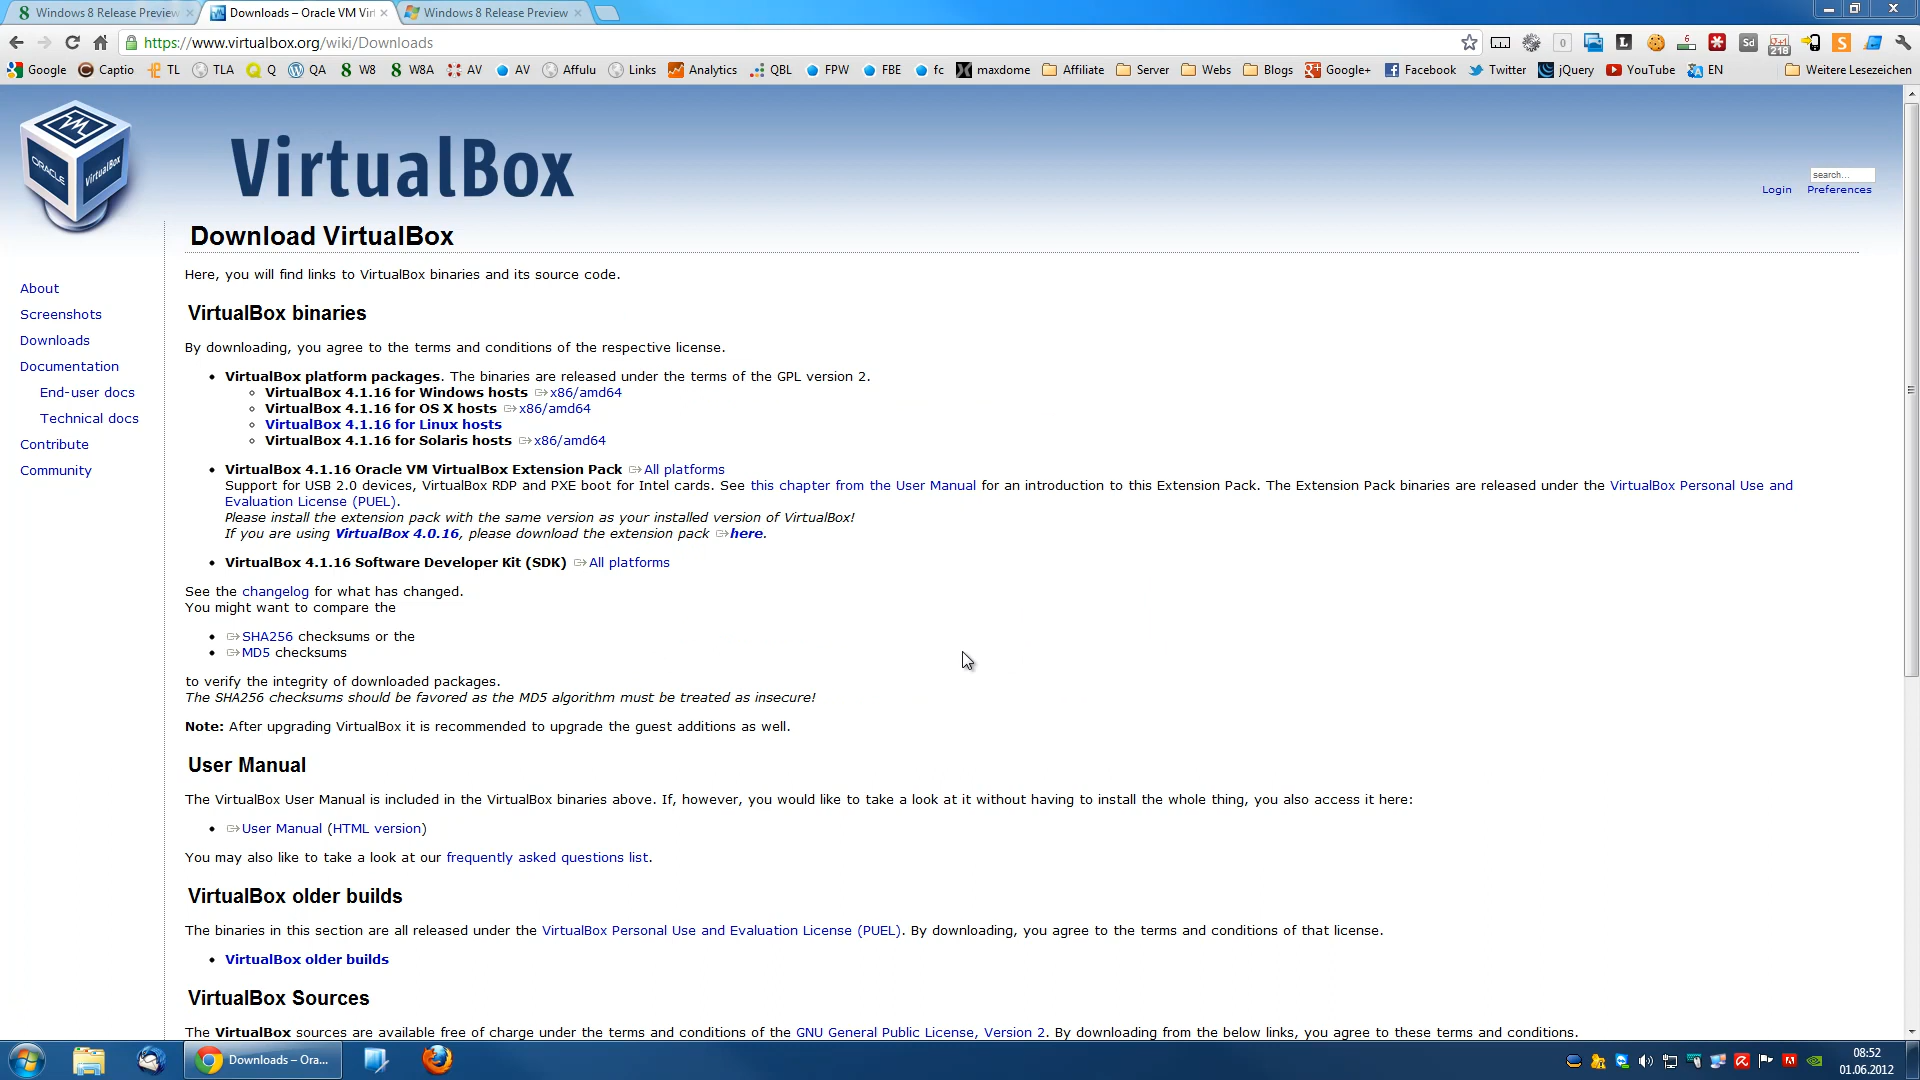 Windows 8 Release Preview
Downloads – Oracle VM Virt
Windows 8 Release Preview
https://www.virtualbox.org/wiki/Downloads
Google Captio TL TLA Q QA W8 W8A AV AV Affulu Links Analytics QBL FPW FBE fc maxdome Affiliate Server Webs Blogs Google+ Facebook Twitter jQuery YouTube EN Weitere Lesezeichen
ORACLE
VirtualBox
VirtualBox
search...
Login Preferences
About
Screenshots
Downloads
Documentation
End-user docs
Technical docs
Contribute
Community
Download VirtualBox
Here, you will find links to VirtualBox binaries and its source code.
VirtualBox binaries
By downloading, you agree to the terms and conditions of the respective license.
VirtualBox platform packages. The binaries are released under the terms of the GPL version 2.
VirtualBox 4.1.16 for Windows hosts x86/amd64
VirtualBox 4.1.16 for OS X hosts x86/amd64
VirtualBox 4.1.16 for Linux hosts
VirtualBox 4.1.16 for Solaris hosts x86/amd64
VirtualBox 4.1.16 Oracle VM VirtualBox Extension Pack All platforms
Support for USB 2.0 devices, VirtualBox RDP and PXE boot for Intel cards. See this chapter from the User Manual for an introduction to this Extension Pack. The Extension Pack binaries are released under the VirtualBox Personal Use and
Evaluation License (PUEL).
Please install the extension pack with the same version as your installed version of VirtualBox!
If you are using VirtualBox 4.0.16, please download the extension pack here.
VirtualBox 4.1.16 Software Developer Kit (SDK) All platforms
See the changelog for what has changed.
You might want to compare the
SHA256 checksums or the
MD5 checksums
to verify the integrity of downloaded packages.
The SHA256 checksums should be favored as the MD5 algorithm must be treated as insecure!
Note: After upgrading VirtualBox it is recommended to upgrade the guest additions as well.
User Manual
The VirtualBox User Manual is included in the VirtualBox binaries above. If, however, you would like to take a look at it without having to install the whole thing, you also access it here:
User Manual (HTML version)
You may also like to take a look at our frequently asked questions list.
VirtualBox older builds
The binaries in this section are all released under the VirtualBox Personal Use and Evaluation License (PUEL). By downloading, you agree to the terms and conditions of that license.
VirtualBox older builds
VirtualBox Sources
The VirtualBox sources are available free of charge under the terms and conditions of the GNU General Public License, Version 2. By downloading from the below links, you agree to these terms and conditions.
Downloads – Ora...
08:52
01.06.2012